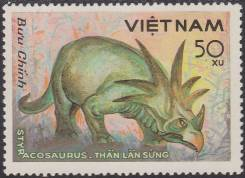 VIỆTNAM
50
XU
Bưu Chính
STYRACOSAURUS . THẰN LẰN SỪNG